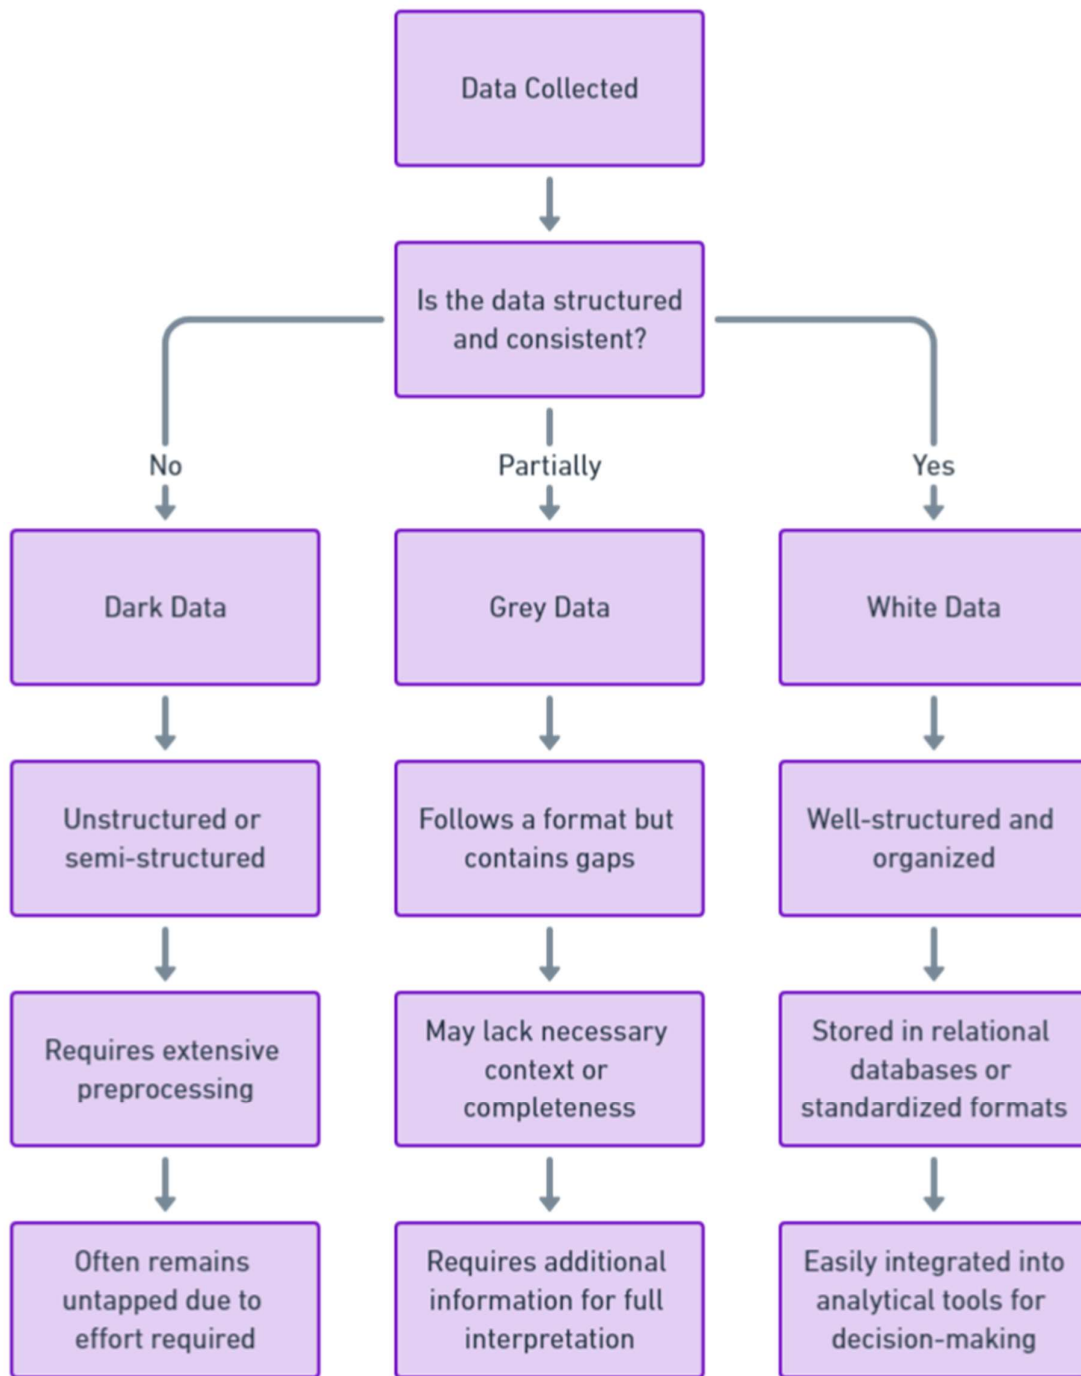 Data Collected
Is the data structured
and consistent?
No
Partially
Yes
Dark Data
Grey Data
White Data
Unstructured or
semi-structured
Follows a format but
contains gaps
Well-structured and
organized
Requires extensive
preprocessing
May lack necessary
context or
completeness
Stored in relational
databases or
standardized formats
Often remains
untapped due to
effort required
Requires additional
information for full
interpretation
Easily integrated into
analytical tools for
decision-making